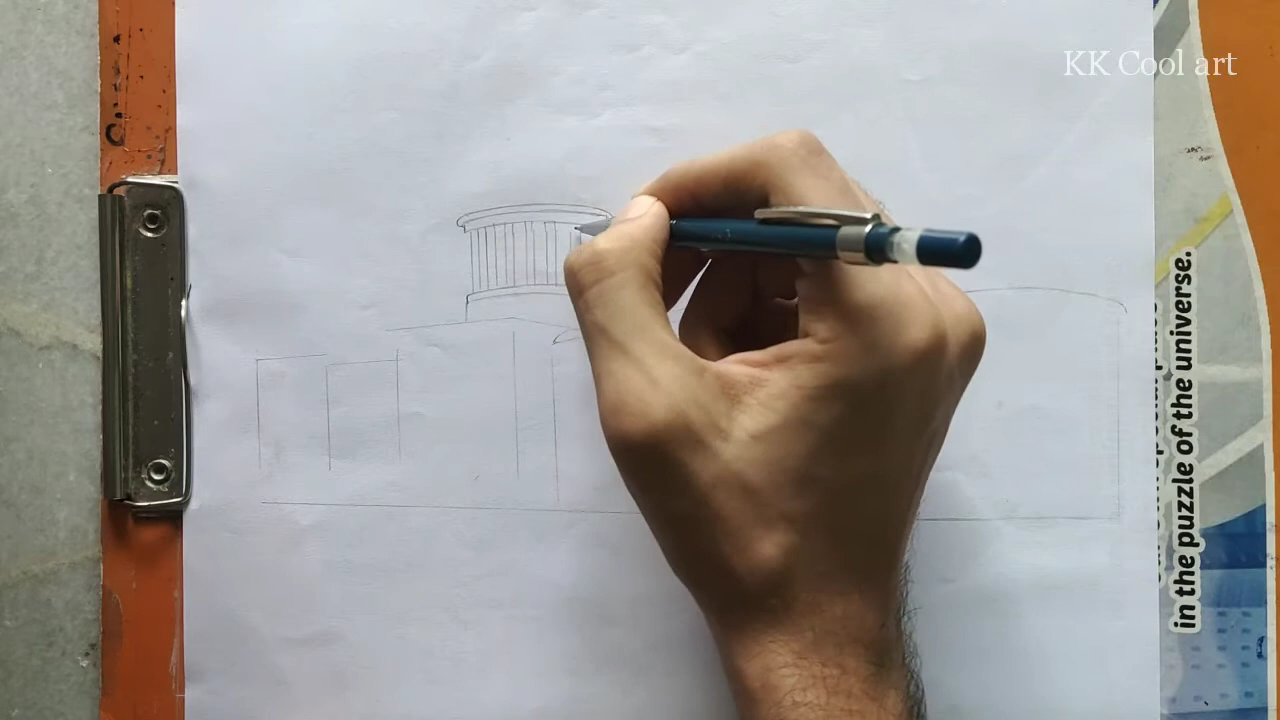 KK Cool art
in the puzzle of the universe.